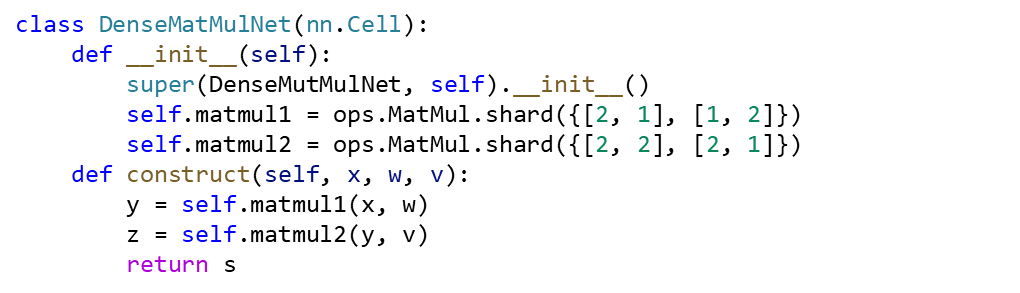 class DenseMatMulNet(nn.Cell):
    def __init__(self):
        super(DenseMutMulNet, self).__init__()
        self.matmul1 = ops.MatMul.shard({[2, 1], [1, 2]})
        self.matmul2 = ops.MatMul.shard({[2, 2], [2, 1]})
    def construct(self, x, w, v):
        y = self.matmul1(x, w)
        z = self.matmul2(y, v)
        return s